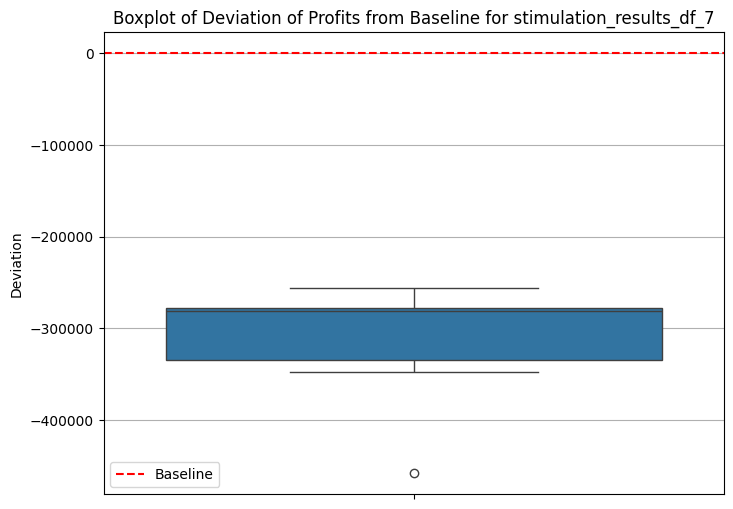 Boxplot of Deviation of Profits from Baseline for stimulation_results_df_7
0
−100000
−200000
−300000
−400000
Deviation
Baseline